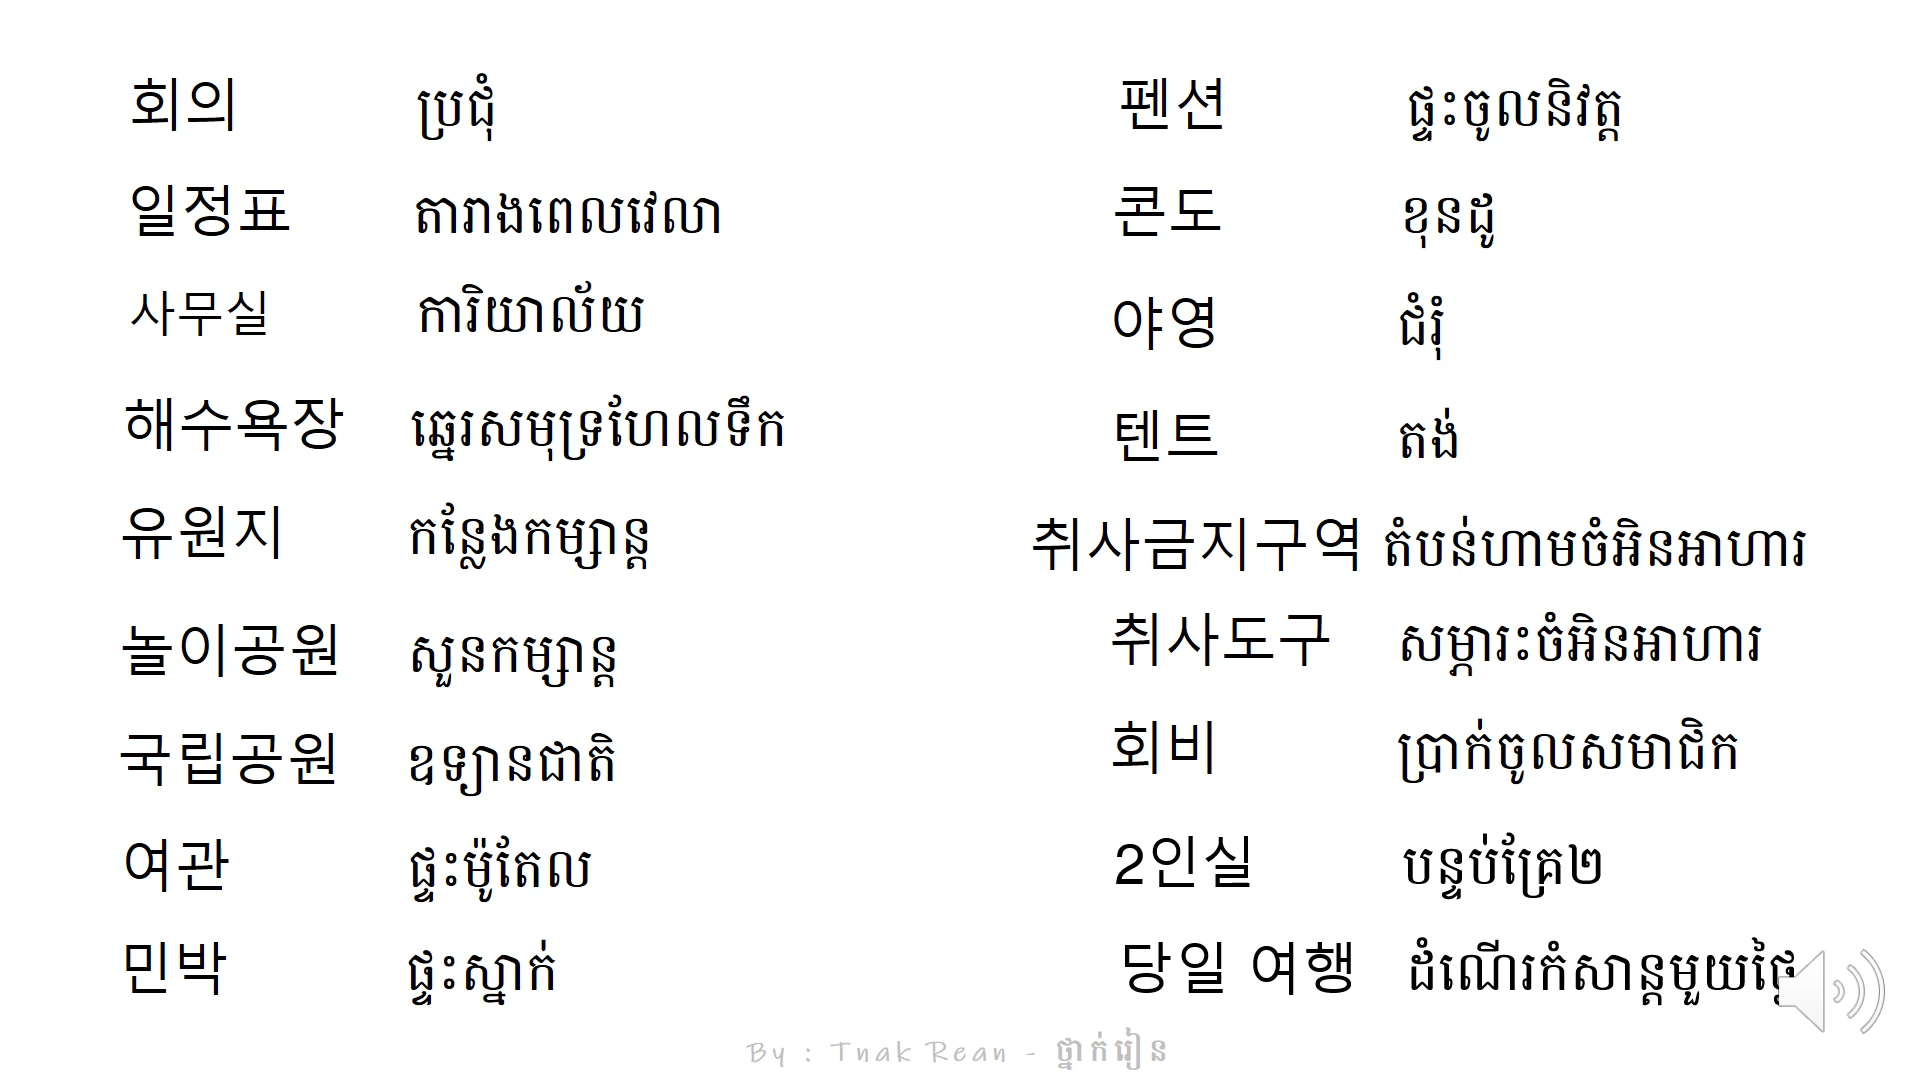 회의 ប្រជុំ
일정표 តារាងពេលវេលា
사무실 ការិយាល័យ
해수욕장 ឆ្នេរសមុទ្រហែលទឹក
유원지 កន្លែងកម្សាន្ត
놀이공원 សួនកម្សាន្ត
국립공원 ឧទ្យានជាតិ
여관 ផ្ទះម៉ូតែល
민박 ផ្ទះស្នាក់
펜션 ផ្ទះចូលនិវត្ត
콘도 ខុនដូ
야영 ជំរុំ
텐트 តង់
취사금지구역 តំបន់ហាមចំអិនអាហារ
취사도구 សម្ភារៈចំអិនអាហារ
회비 ប្រាក់ចូលសមាជិក
2인실 បន្ទប់គ្រែ២
당일 여행 ដំណើរកំសាន្តមួយថ្ងៃ
By : Tnak Rean - ថ្នាក់រៀន